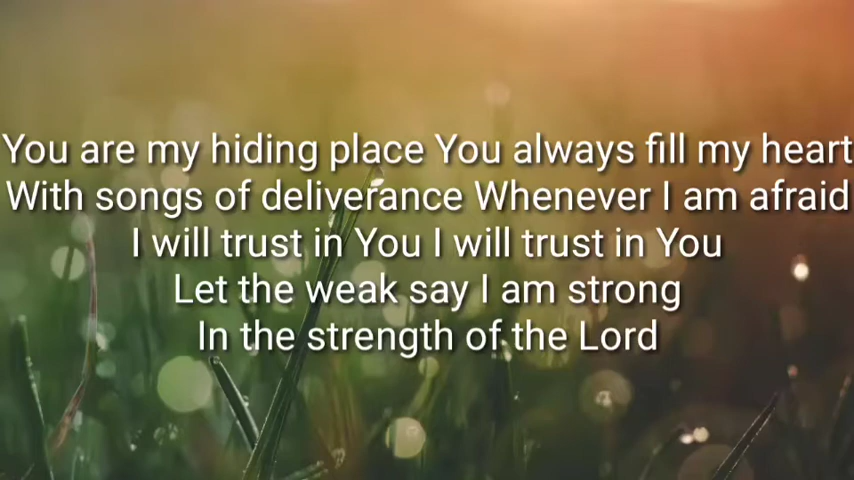 You are my hiding place You always fill my heart
With songs of deliverance Whenever I am afraid
I will trust in You I will trust in You
Let the weak say I am strong
In the strength of the Lord